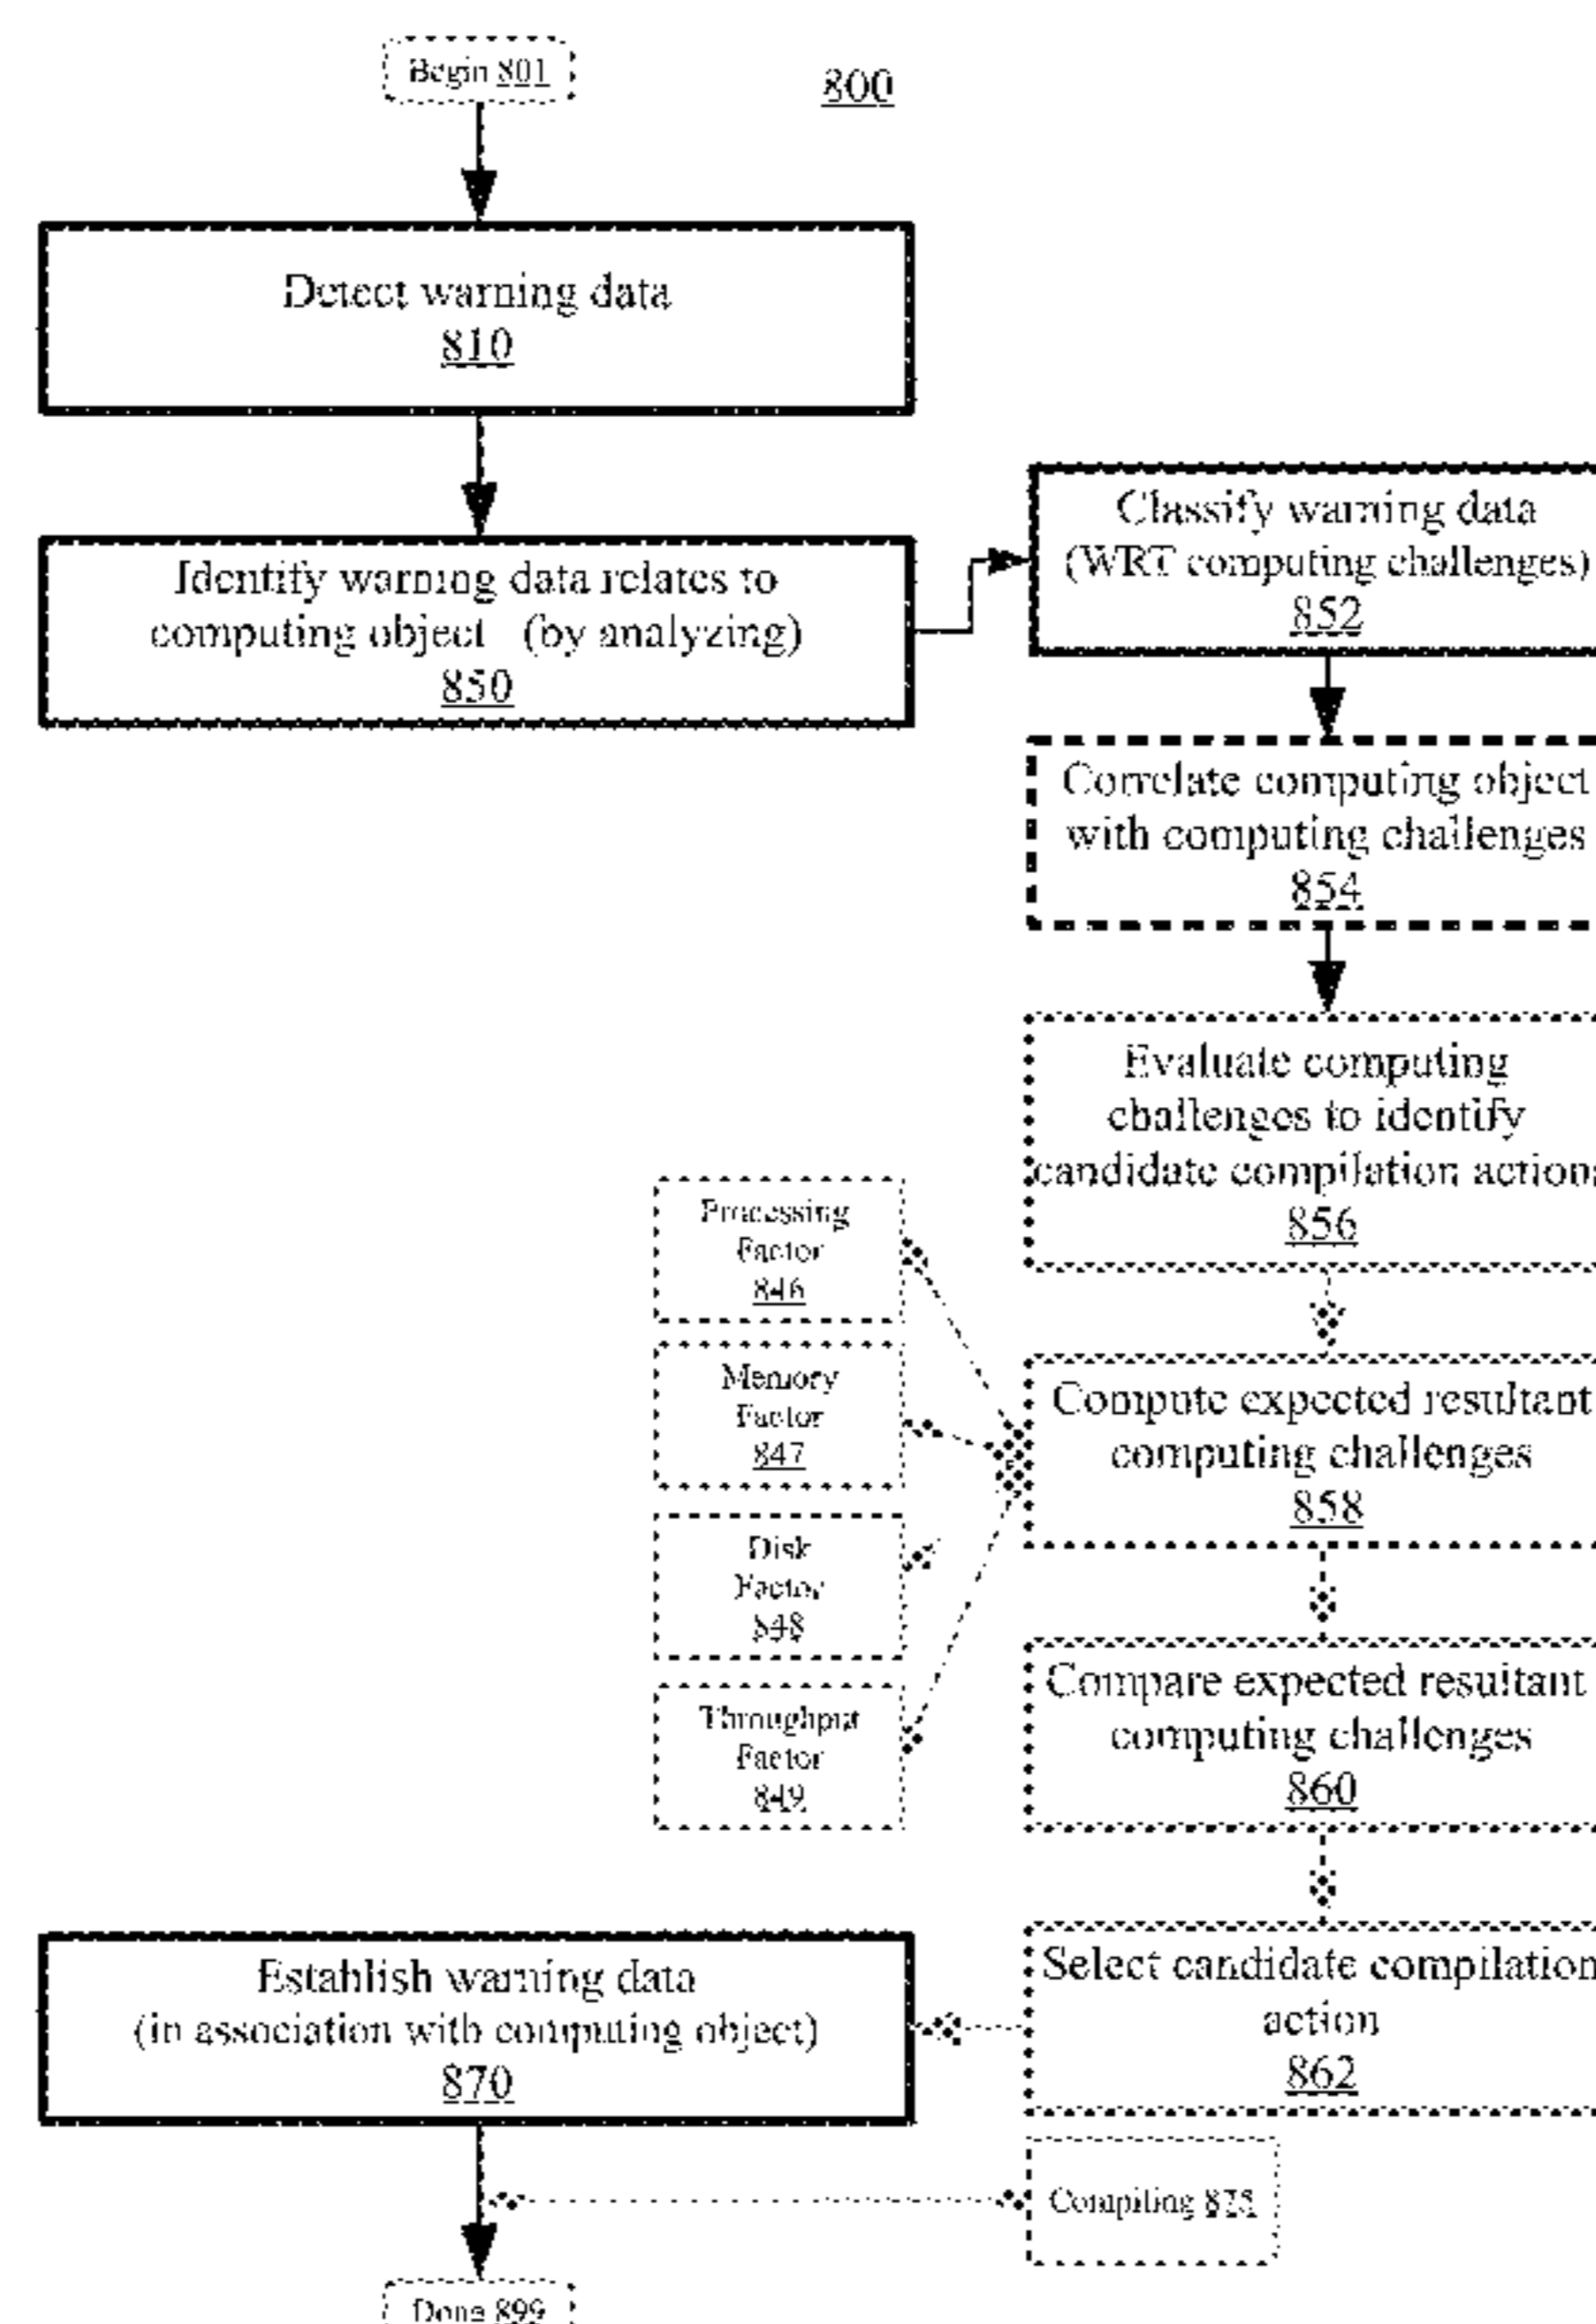 Begin 801
800
Detect warning data
810
Identify warning data relates to
computing object (by analyzing)
850
Classify warning data
(WRT computing challenges)
852
Correlate computing object
with computing challenges
854
Evaluate computing
challenges to identify
candidate compilation actions
856
Processing
Factor
846
Memory
Factor
847
Disk
Factor
848
Throughput
Factor
849
Compute expected resultant
computing challenges
858
Compare expected resultant
computing challenges
860
Select candidate compilation
action
862
Establish warning data
(in association with computing object)
870
Compiling 875
Done 899